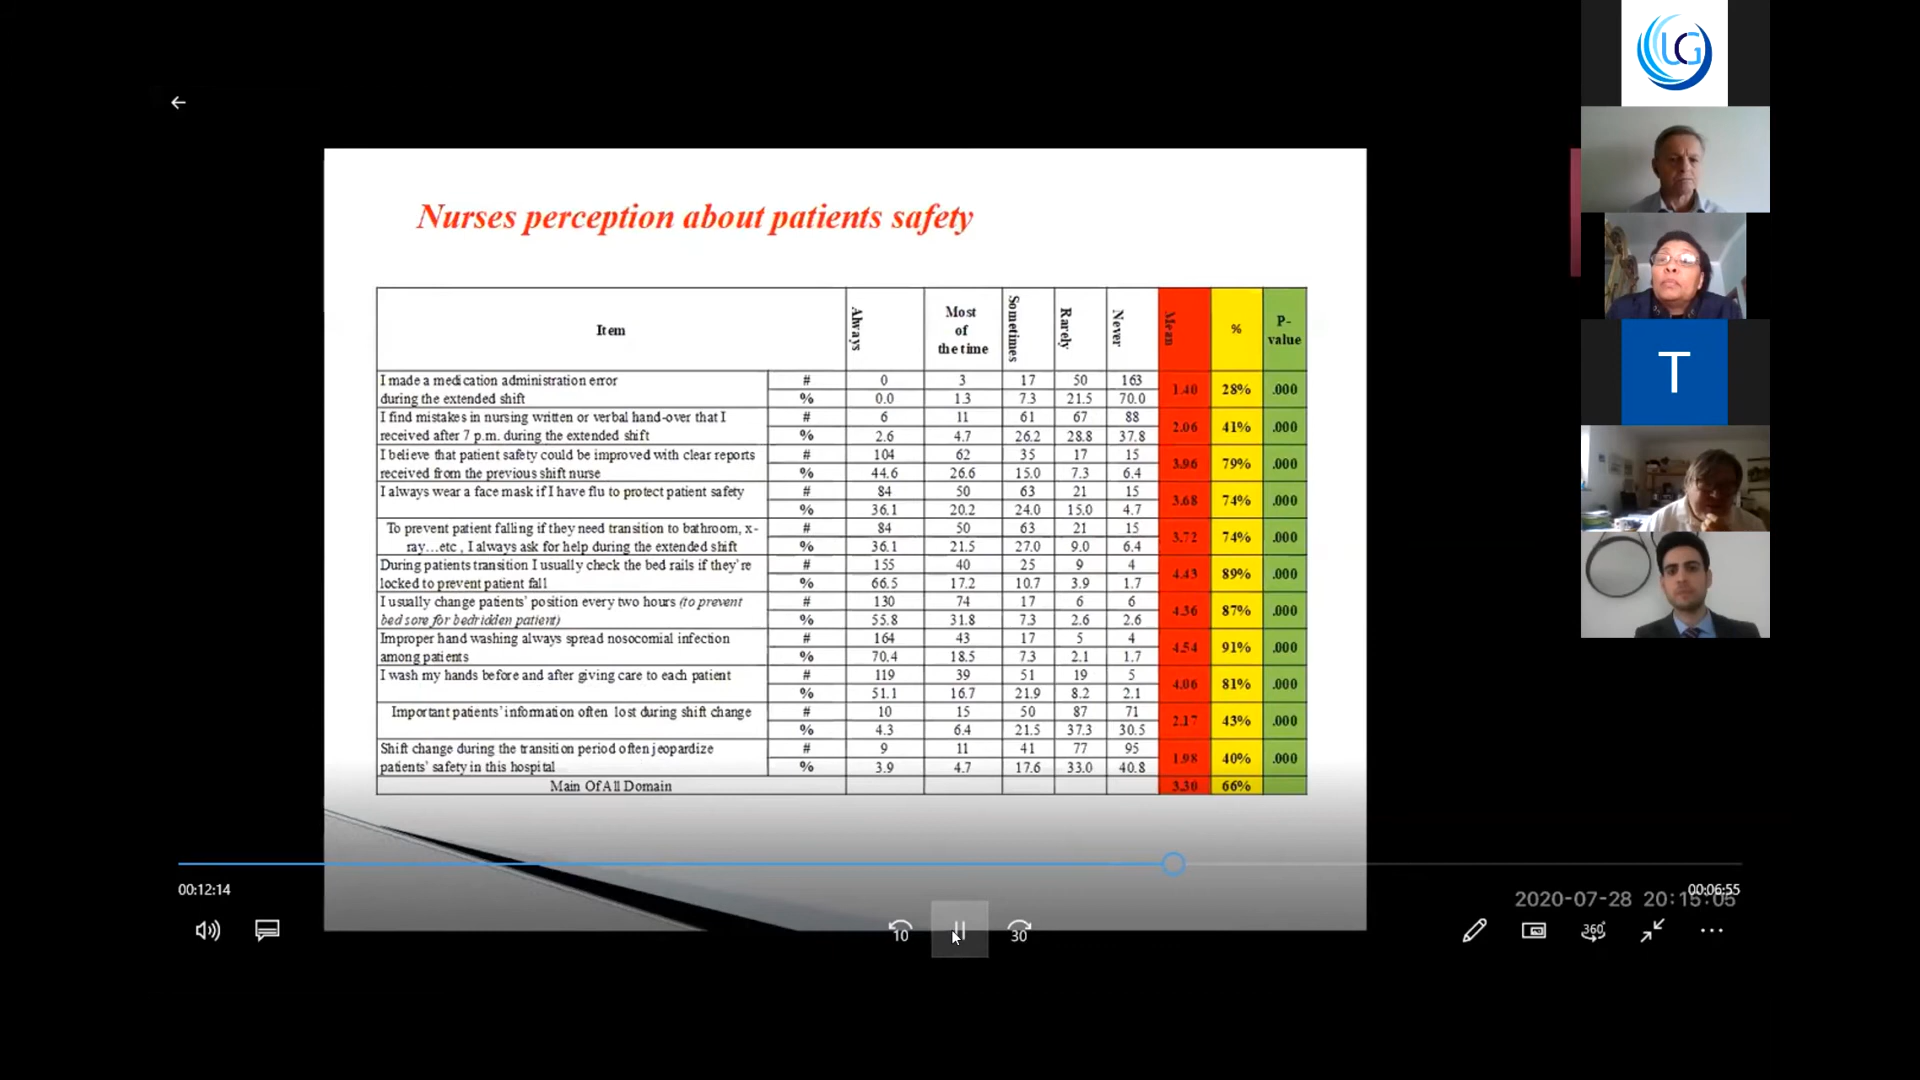 UG
Nurses perception about patients safety
Item Always Most of the time Sometimes Rarely Never Mean % P-value
I made a medication administration error # 0 3 17 50 163
during the extended shift % 0.0 1.3 7.3 21.5 70.0 1.40 28% .000
I find mistakes in nursing written or verbal hand-over that I # 6 11 61 67 88
received after 7 p.m. during the extended shift % 2.6 4.7 26.2 28.8 37.8 2.06 41% .000
I believe that patient safety could be improved with clear reports # 104 62 35 17 15
received from the previous shift nurse % 44.6 26.6 15.0 7.3 6.4 3.96 79% .000
I always wear a face mask if I have flu to protect patient safety # 84 50 63 21 15
% 36.1 20.2 24.0 15.0 4.7 3.68 74% .000
To prevent patient falling if they need transition to bathroom, x- # 84 50 63 21 15
ray...etc , I always ask for help during the extended shift % 36.1 21.5 27.0 9.0 6.4 3.72 74% .000
During patients transition I usually check the bed rails if they're # 155 40 25 9 4
locked to prevent patient fall % 66.5 17.2 10.7 3.9 1.7 4.43 89% .000
I usually change patients' position every two hours (to prevent # 130 74 17 6 6
bed sore for bedridden patient) % 55.8 31.8 7.3 2.6 2.6 4.36 87% .000
Improper hand washing always spread nosocomial infection # 164 43 17 5 4
among patients % 70.4 18.5 7.3 2.1 1.7 4.54 91% .000
I wash my hands before and after giving care to each patient # 119 39 51 19 5
% 51.1 16.7 21.9 8.2 2.1 4.06 81% .000
Important patients' information often lost during shift change # 10 15 50 87 71
% 4.3 6.4 21.5 37.3 30.5 2.17 43% .000
Shift change during the transition period often jeopardize # 9 11 41 77 95
patients' safety in this hospital % 3.9 4.7 17.6 33.0 40.8 1.98 40% .000
Main Of All Domain 3.30 66%
T
00:12:14
00:06:55
2020-07-28 20:15:05
10
30
360